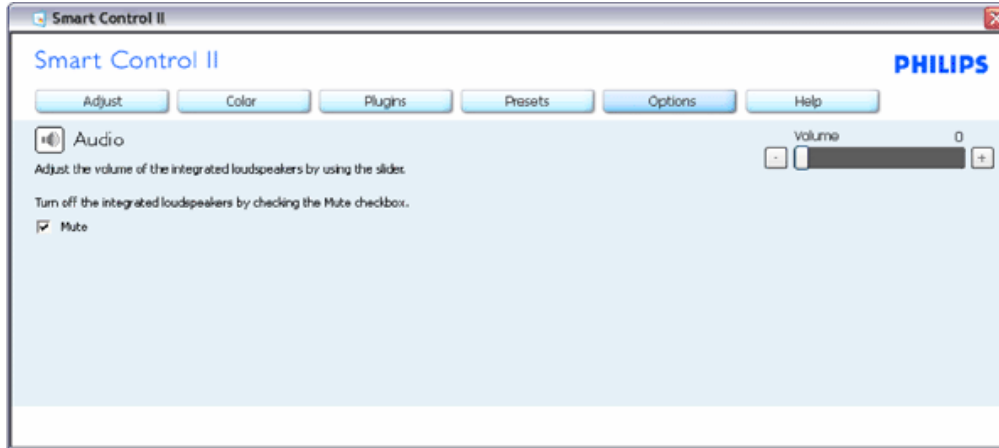 Smart Control II
Smart Control II
PHILIPS
Adjust Color Plugins Presets Options Help
Audio
Volume 0
- +
Adjust the volume of the integrated loudspeakers by using the slider.
Turn off the integrated loudspeakers by checking the Mute checkbox.
Mute